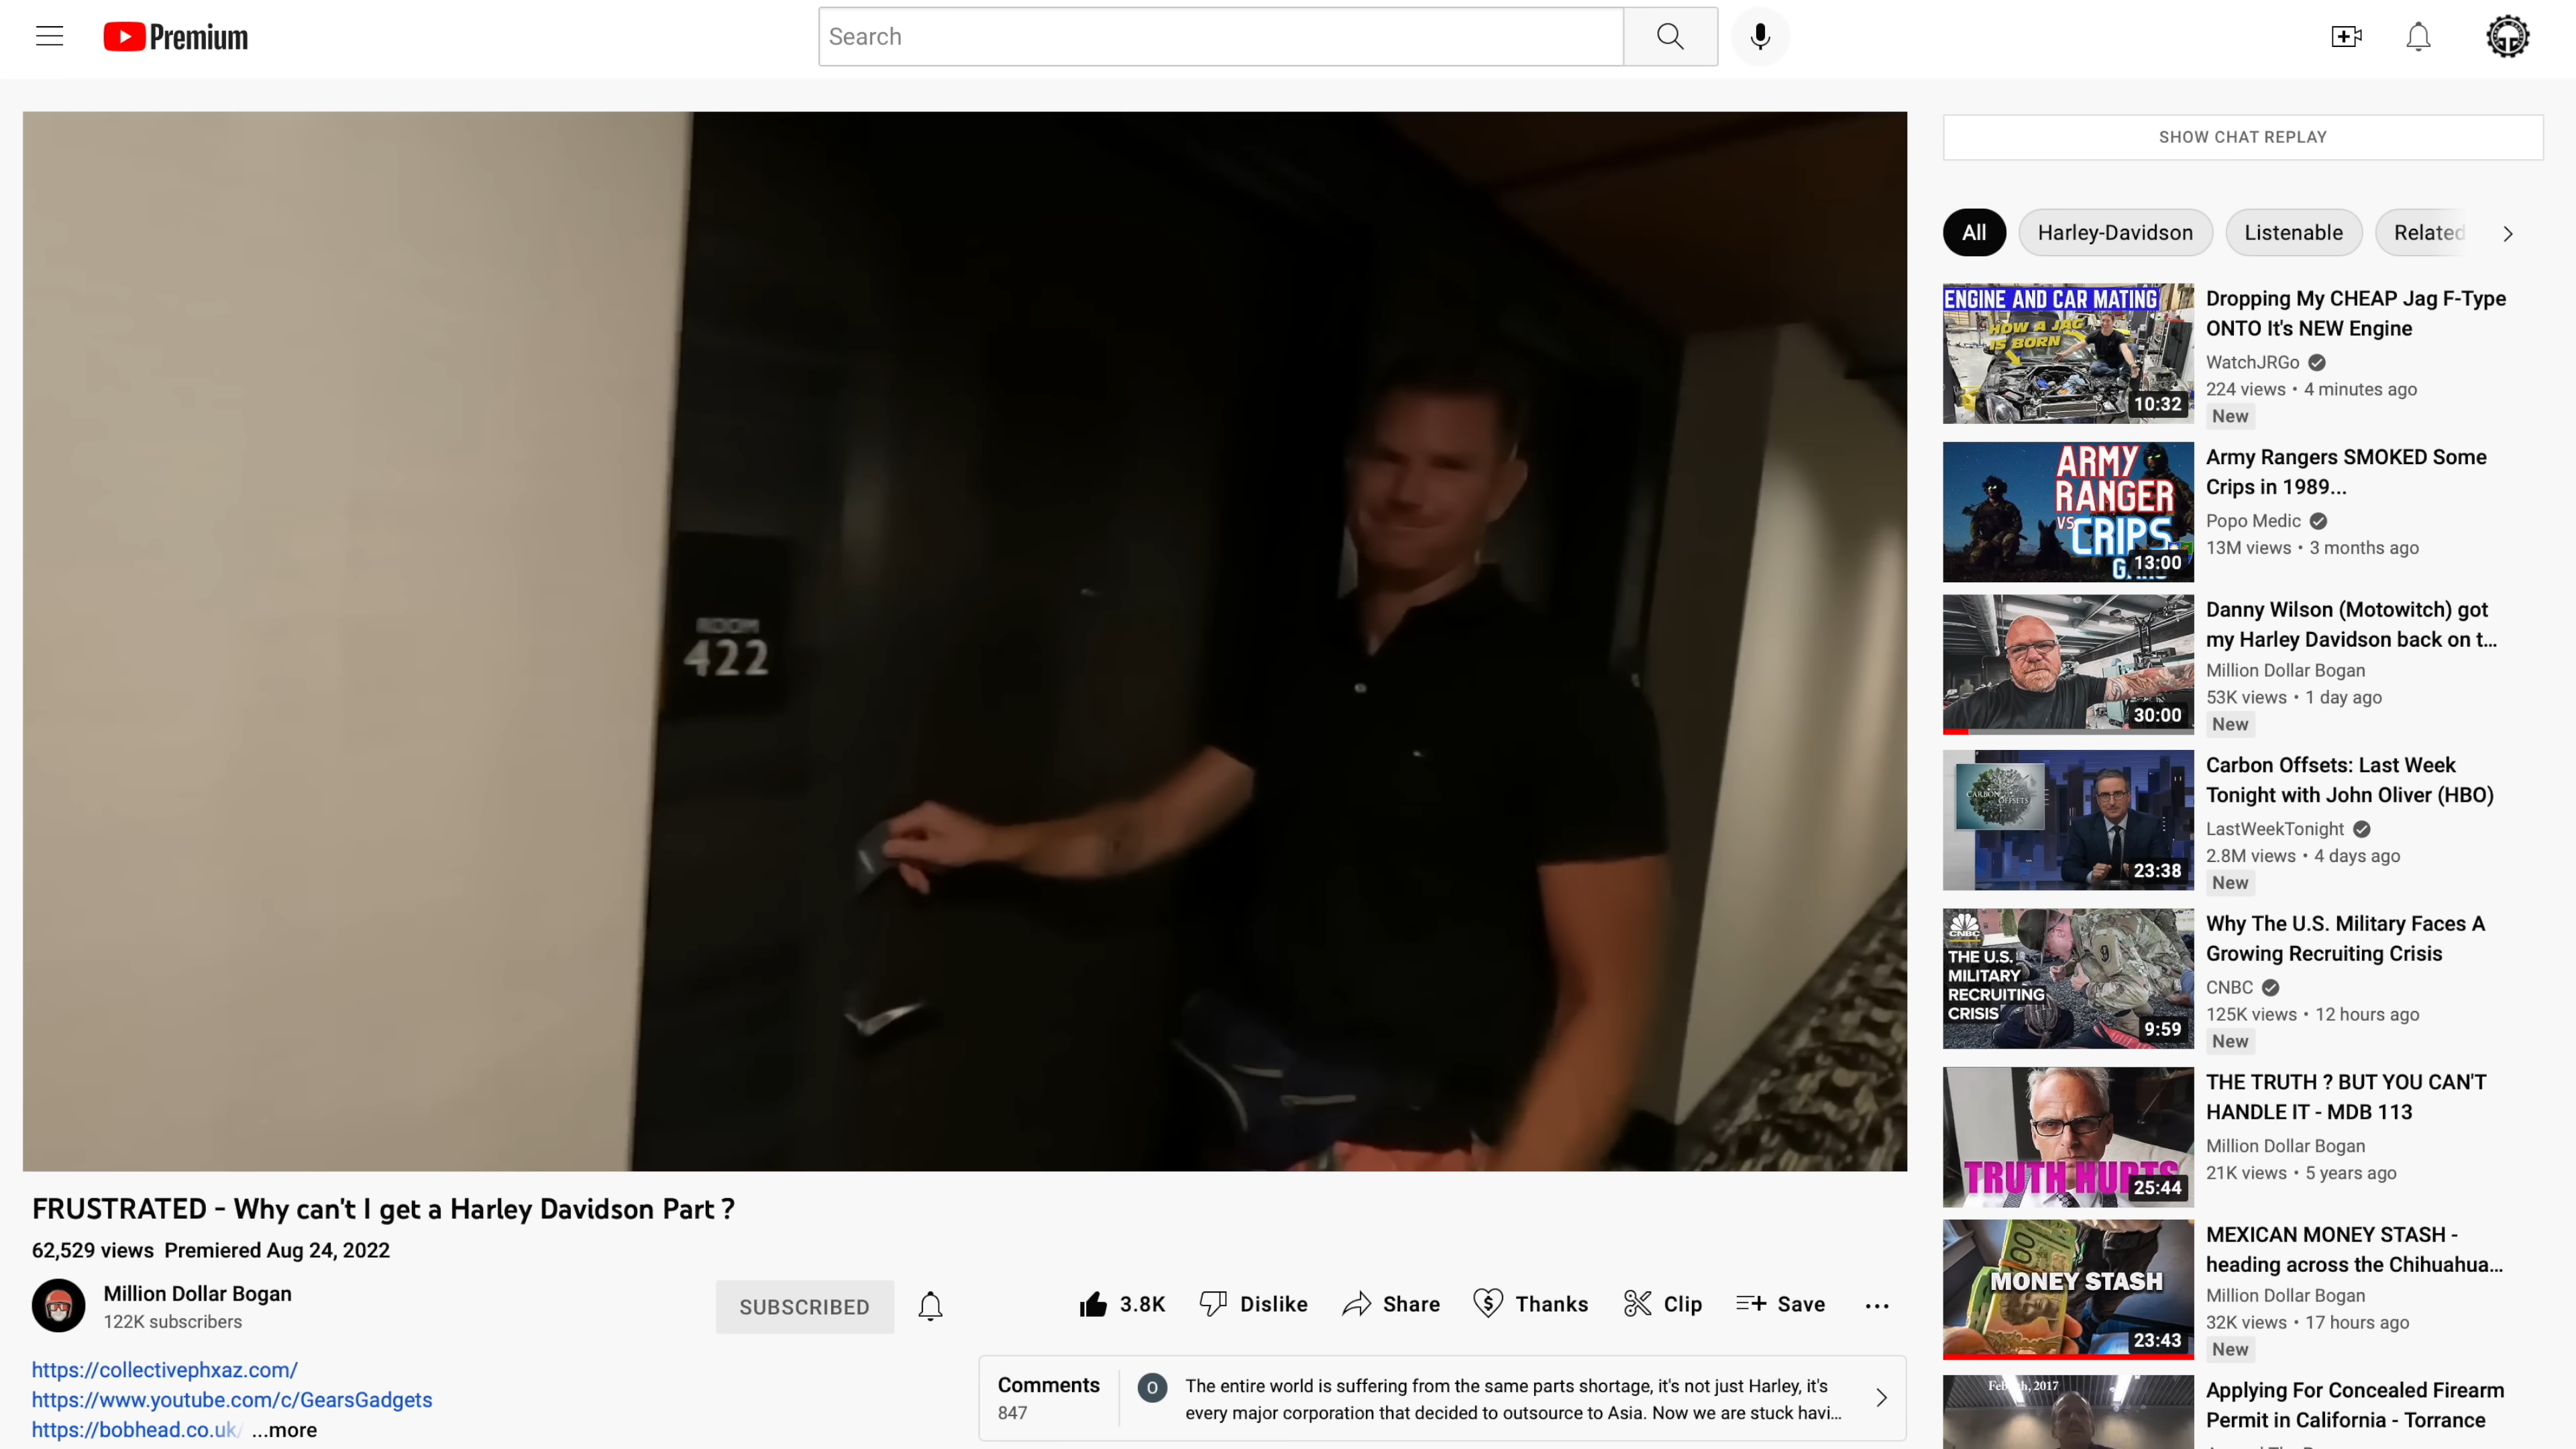 Premium
Search
SHOW CHAT REPLAY
All
Harley-Davidson
Listenable
Related
ROOM
422
ENGINE AND CAR MATING
HOW A JAG
IS BORN
10:32
Dropping My CHEAP Jag F-Type
ONTO It's NEW Engine
WatchJRGo
224 views • 4 minutes ago
New
ARMY
RANGER
VS CRIPS
13:00
Army Rangers SMOKED Some
Crips in 1989...
Popo Medic
13M views • 3 months ago
30:00
Danny Wilson (Motowitch) got
my Harley Davidson back on t...
Million Dollar Bogan
53K views • 1 day ago
New
CARBON OFFSETS
23:38
Carbon Offsets: Last Week
Tonight with John Oliver (HBO)
LastWeekTonight
2.8M views • 4 days ago
New
CNBC
THE U.S.
MILITARY
RECRUITING
CRISIS
9:59
Why The U.S. Military Faces A
Growing Recruiting Crisis
CNBC
125K views • 12 hours ago
New
TRUTH HURTS
25:44
THE TRUTH ? BUT YOU CAN'T
HANDLE IT - MDB 113
Million Dollar Bogan
21K views • 5 years ago
MONEY STASH
23:43
MEXICAN MONEY STASH -
heading across the Chihuahua...
Million Dollar Bogan
32K views • 17 hours ago
New
2017
Applying For Concealed Firearm
Permit in California - Torrance
FRUSTRATED - Why can't I get a Harley Davidson Part ?
62,529 views Premiered Aug 24, 2022
Million Dollar Bogan
122K subscribers
SUBSCRIBED
3.8K
Dislike
Share
Thanks
Clip
Save
https://collectivephxaz.com/
https://www.youtube.com/c/GearsGadgets
https://bobhead.co.uk/ ...more
Comments
847
O
The entire world is suffering from the same parts shortage, it's not just Harley, it's
every major corporation that decided to outsource to Asia. Now we are stuck havi...